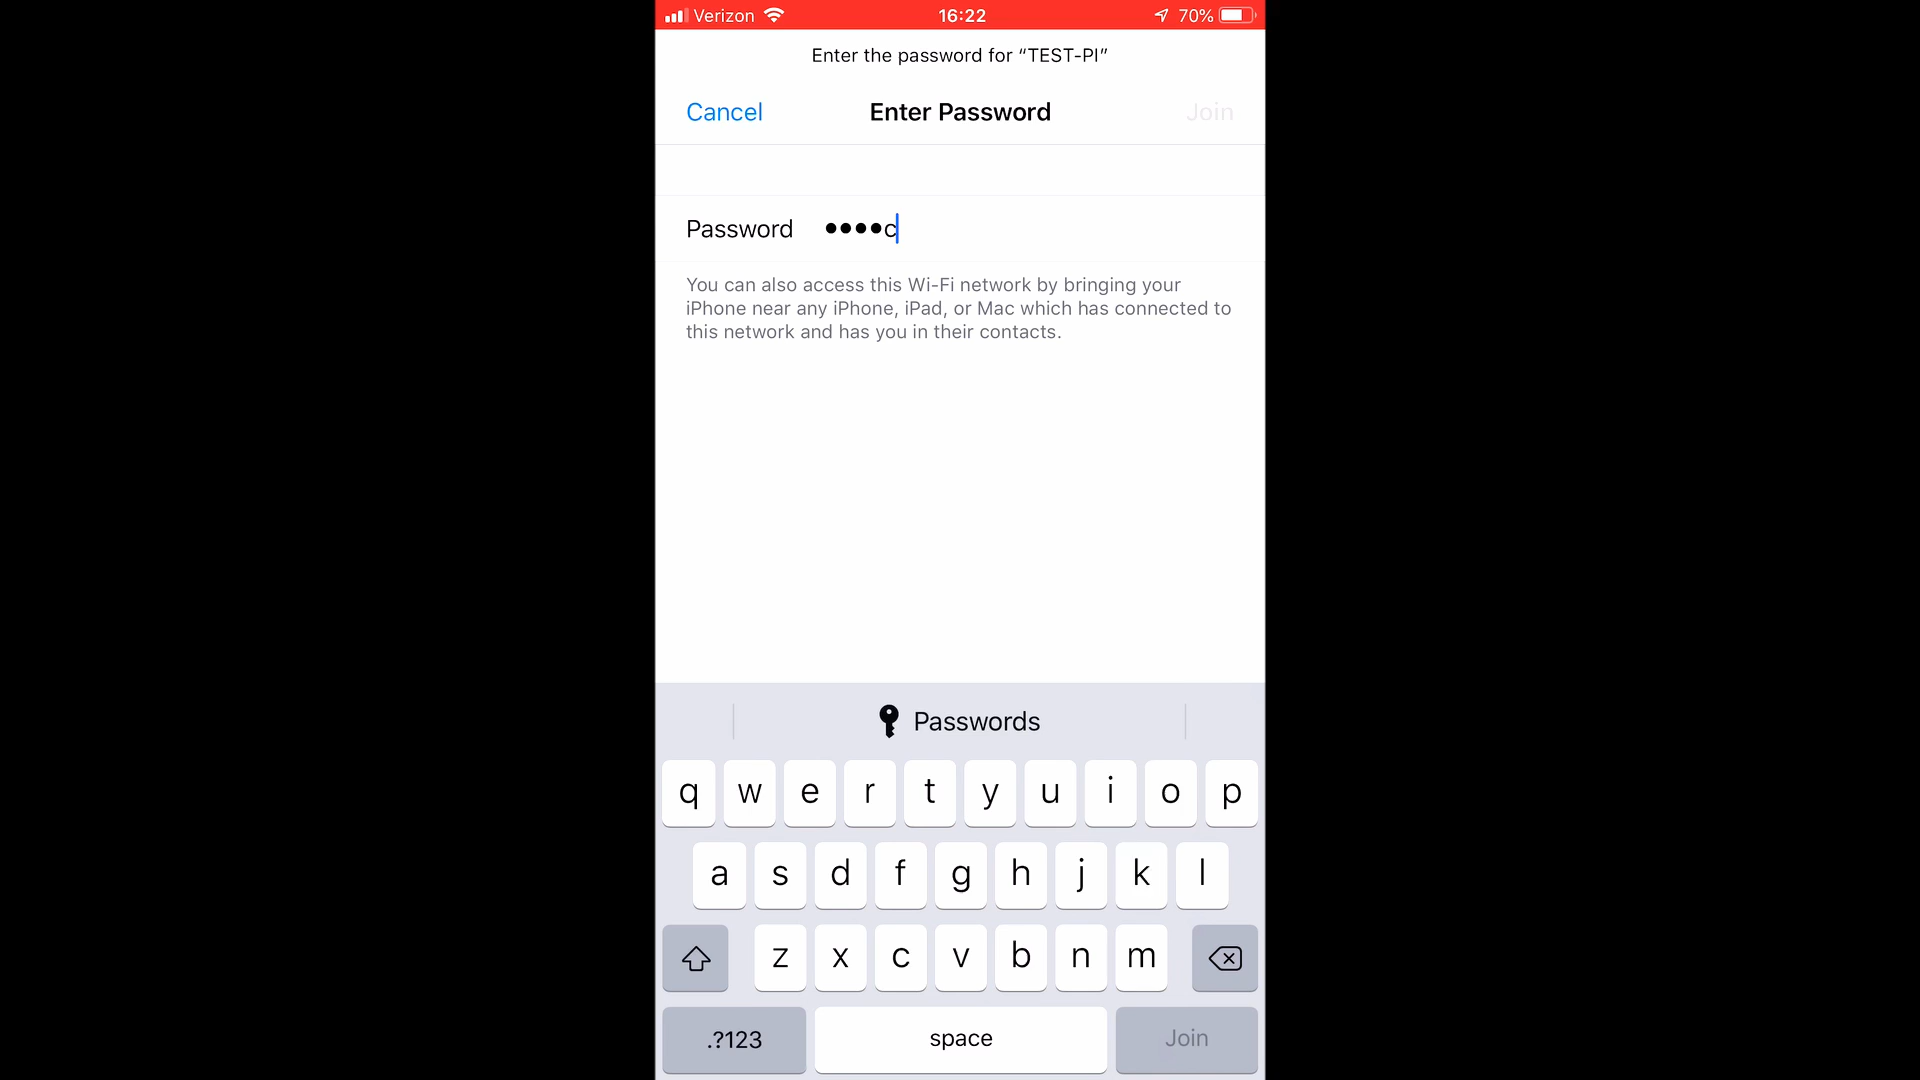 Verizon 16:22 70%
Enter the password for “TEST-PI”
Cancel Enter Password Join
Password ••••c
You can also access this Wi-Fi network by bringing your
iPhone near any iPhone, iPad, or Mac which has connected to
this network and has you in their contacts.
Passwords
q w e r t y u i o p
a s d f g h j k l
z x c v b n m
.?123 space Join